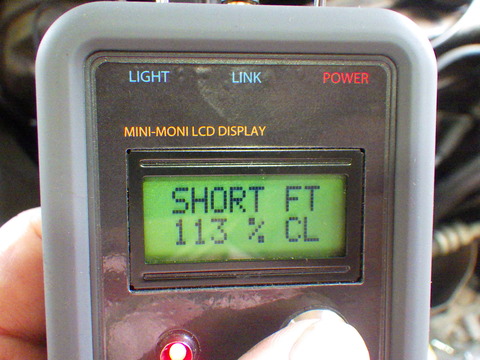 LIGHT LINK POWER
MINI-MONI LCD DISPLAY
SHORT FT
113 % CL